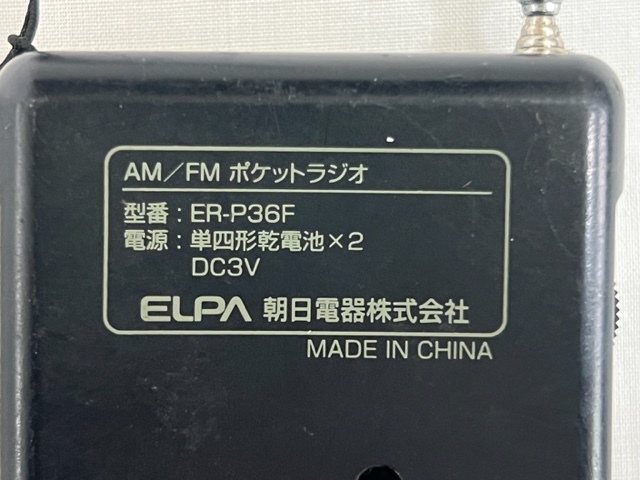 AM／FM ポケットラジオ
型番：ER-P36F
電源：単四形乾電池×2
DC3V
ELPA 朝日電器株式会社
MADE IN CHINA